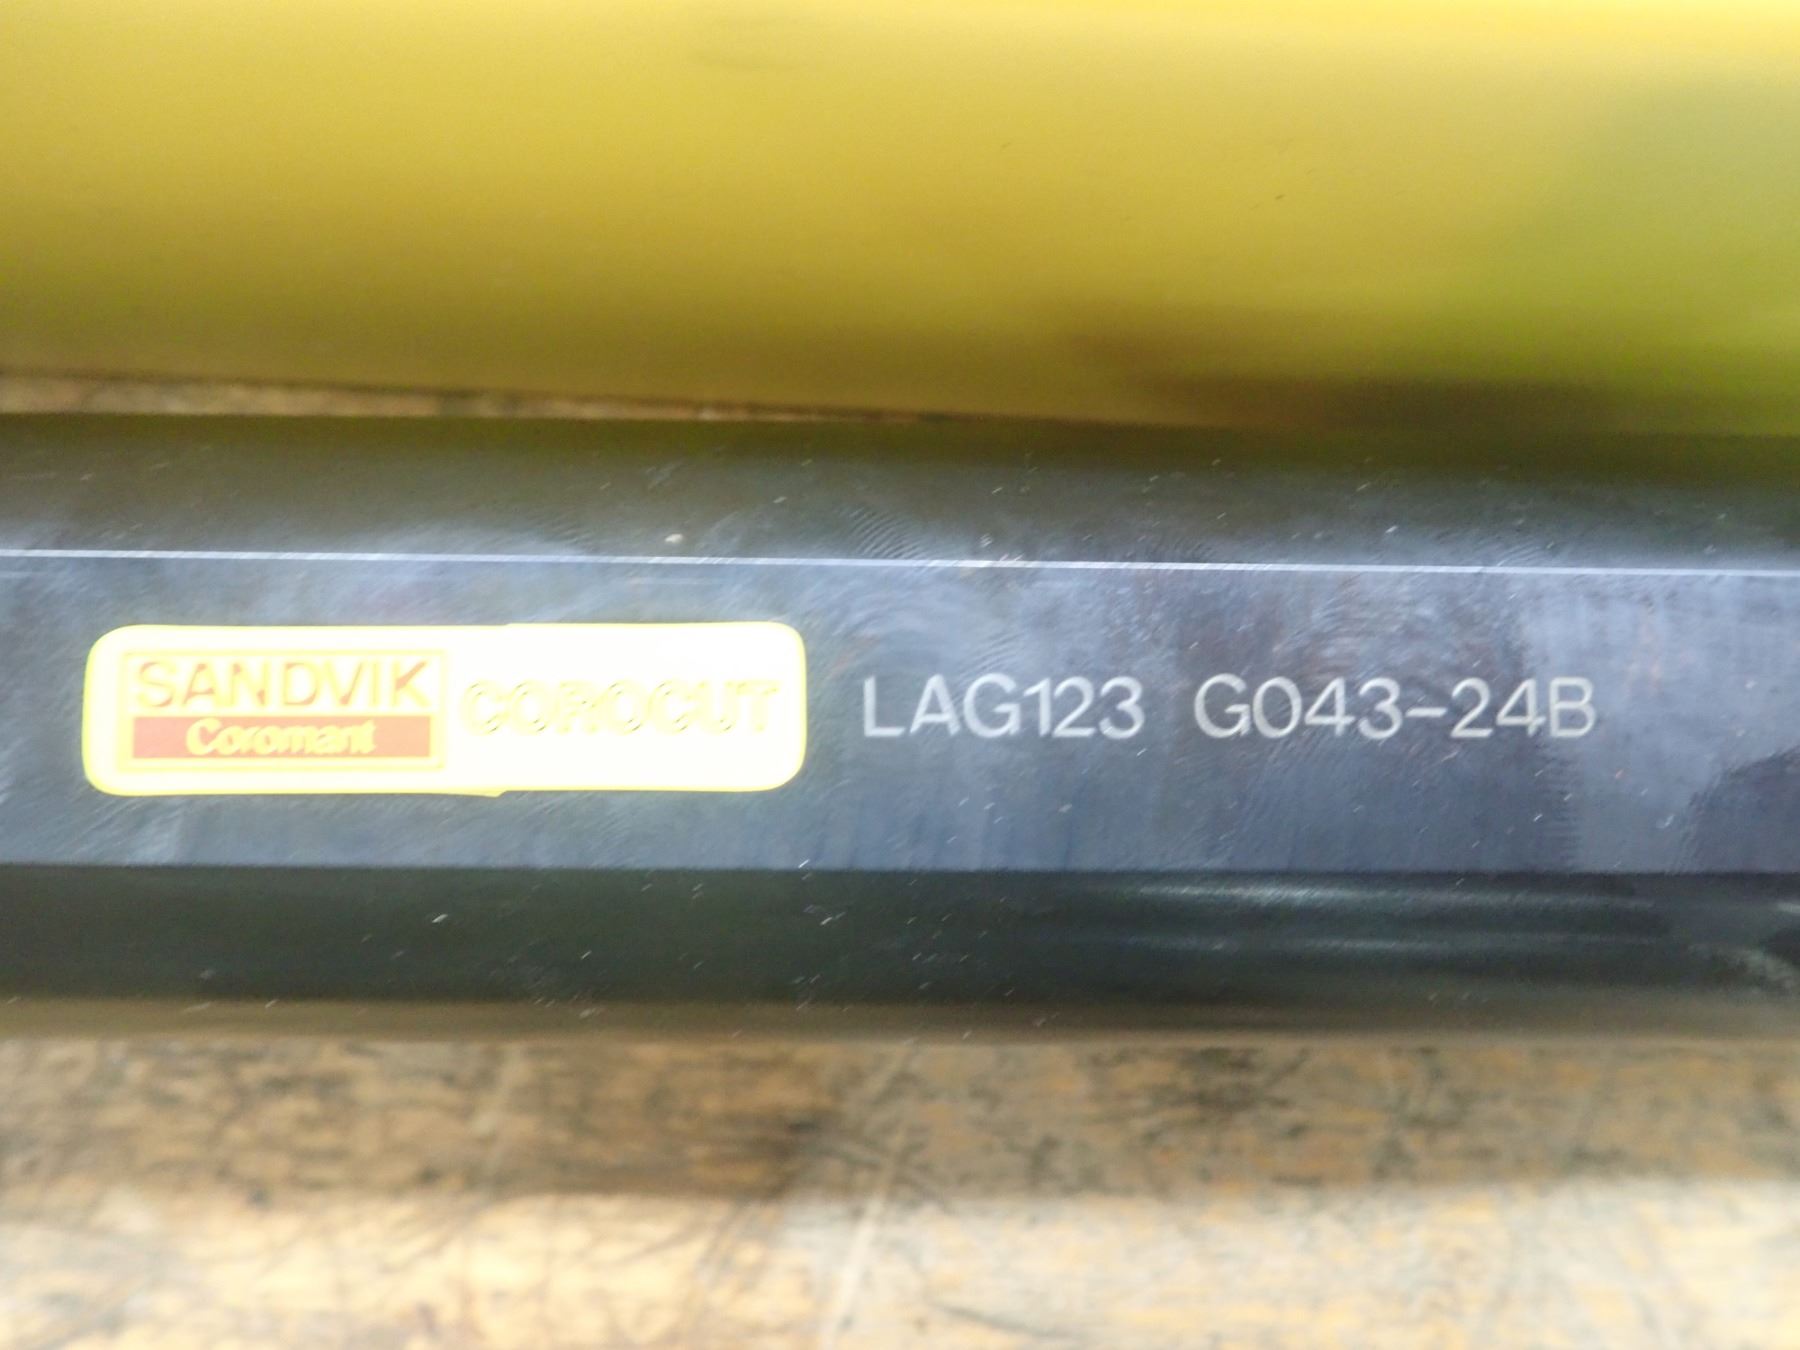 SANDVIK
Coromant
COROCUT
LAG123 G043-24B